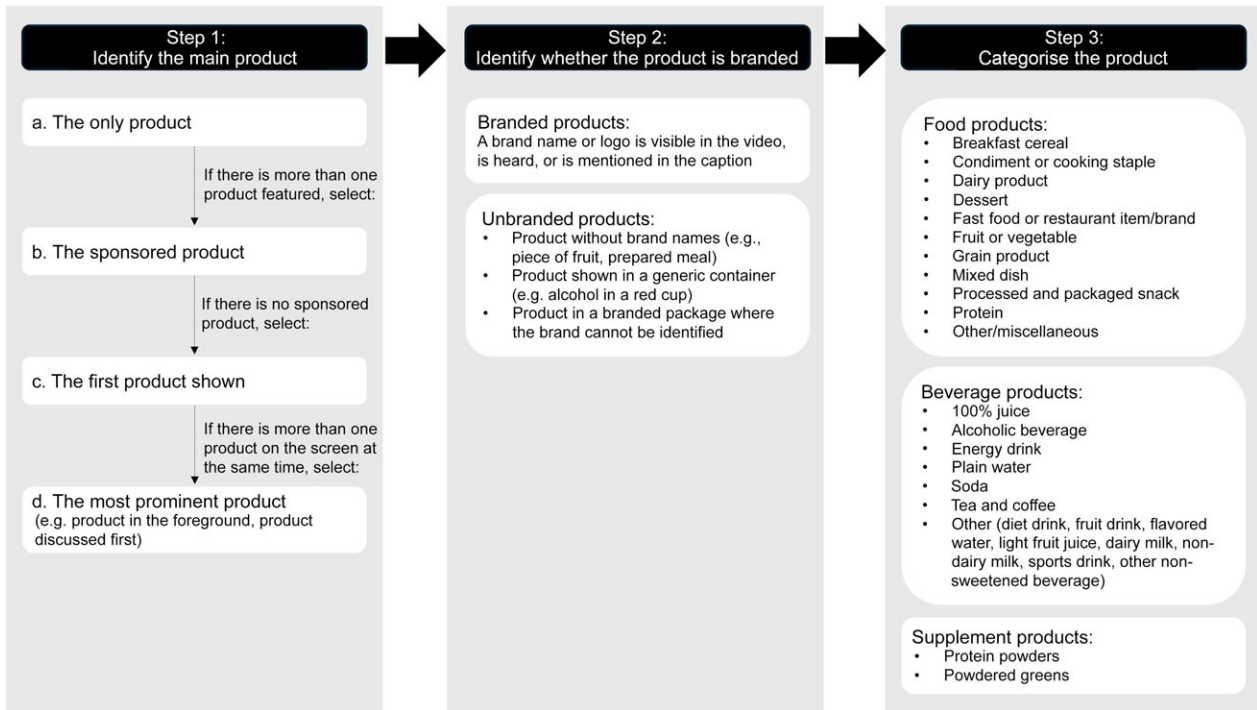 Step 1:
Identify the main product
a. The only product
If there is more than one
product featured, select:
b. The sponsored product
If there is no sponsored
product, select:
c. The first product shown
If there is more than one
product on the screen at
the same time, select:
d. The most prominent product
(e.g. product in the foreground, product
discussed first)
Step 2:
Identify whether the product is branded
Branded products:
A brand name or logo is visible in the video,
is heard, or is mentioned in the caption
Unbranded products:
• Product without brand names (e.g.,
piece of fruit, prepared meal)
• Product shown in a generic container
(e.g. alcohol in a red cup)
• Product in a branded package where
the brand cannot be identified
Step 3:
Categorise the product
Food products:
• Breakfast cereal
• Condiment or cooking staple
• Dairy product
• Dessert
• Fast food or restaurant item/brand
• Fruit or vegetable
• Grain product
• Mixed dish
• Processed and packaged snack
• Protein
• Other/miscellaneous
Beverage products:
• 100% juice
• Alcoholic beverage
• Energy drink
• Plain water
• Soda
• Tea and coffee
• Other (diet drink, fruit drink, flavored
water, light fruit juice, dairy milk, non-
dairy milk, sports drink, other non-
sweetened beverage)
Supplement products:
• Protein powders
• Powdered greens